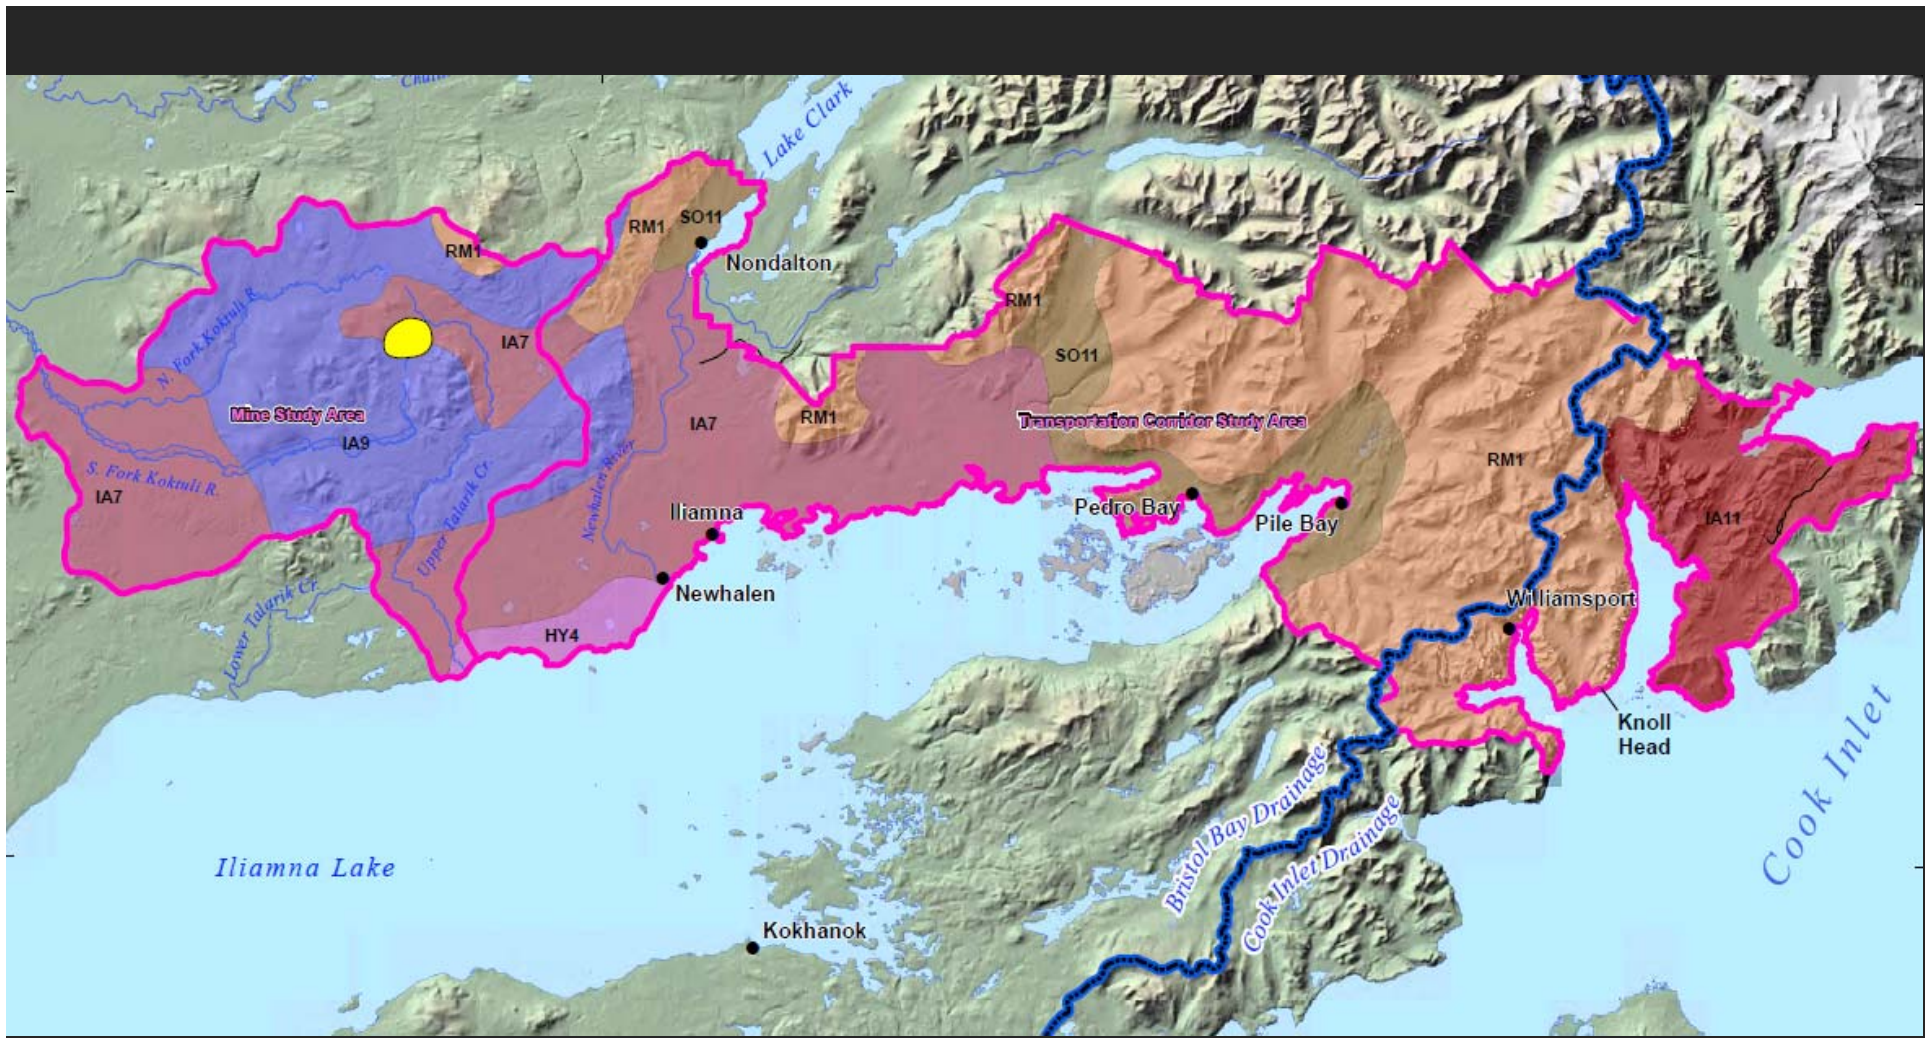 Lake Clark
RM1
SO11
RM1
Nondalton
N. Fork Koktuli R.
RM1
IA7
SO11
Mine Study Area
IA9
IA7
RM1
Transportation Corridor Study Area
S. Fork Koktuli R.
IA7
RM1
Newhalen River
Upper Talarik Cr.
Iliamna
Pedro Bay
Pile Bay
IA11
Lower Talarik Cr.
Newhalen
Williamsport
HY4
Knoll
Head
Bristol Bay Drainage
Cook Inlet Drainage
Cook Inlet
Iliamna Lake
Kokhanok